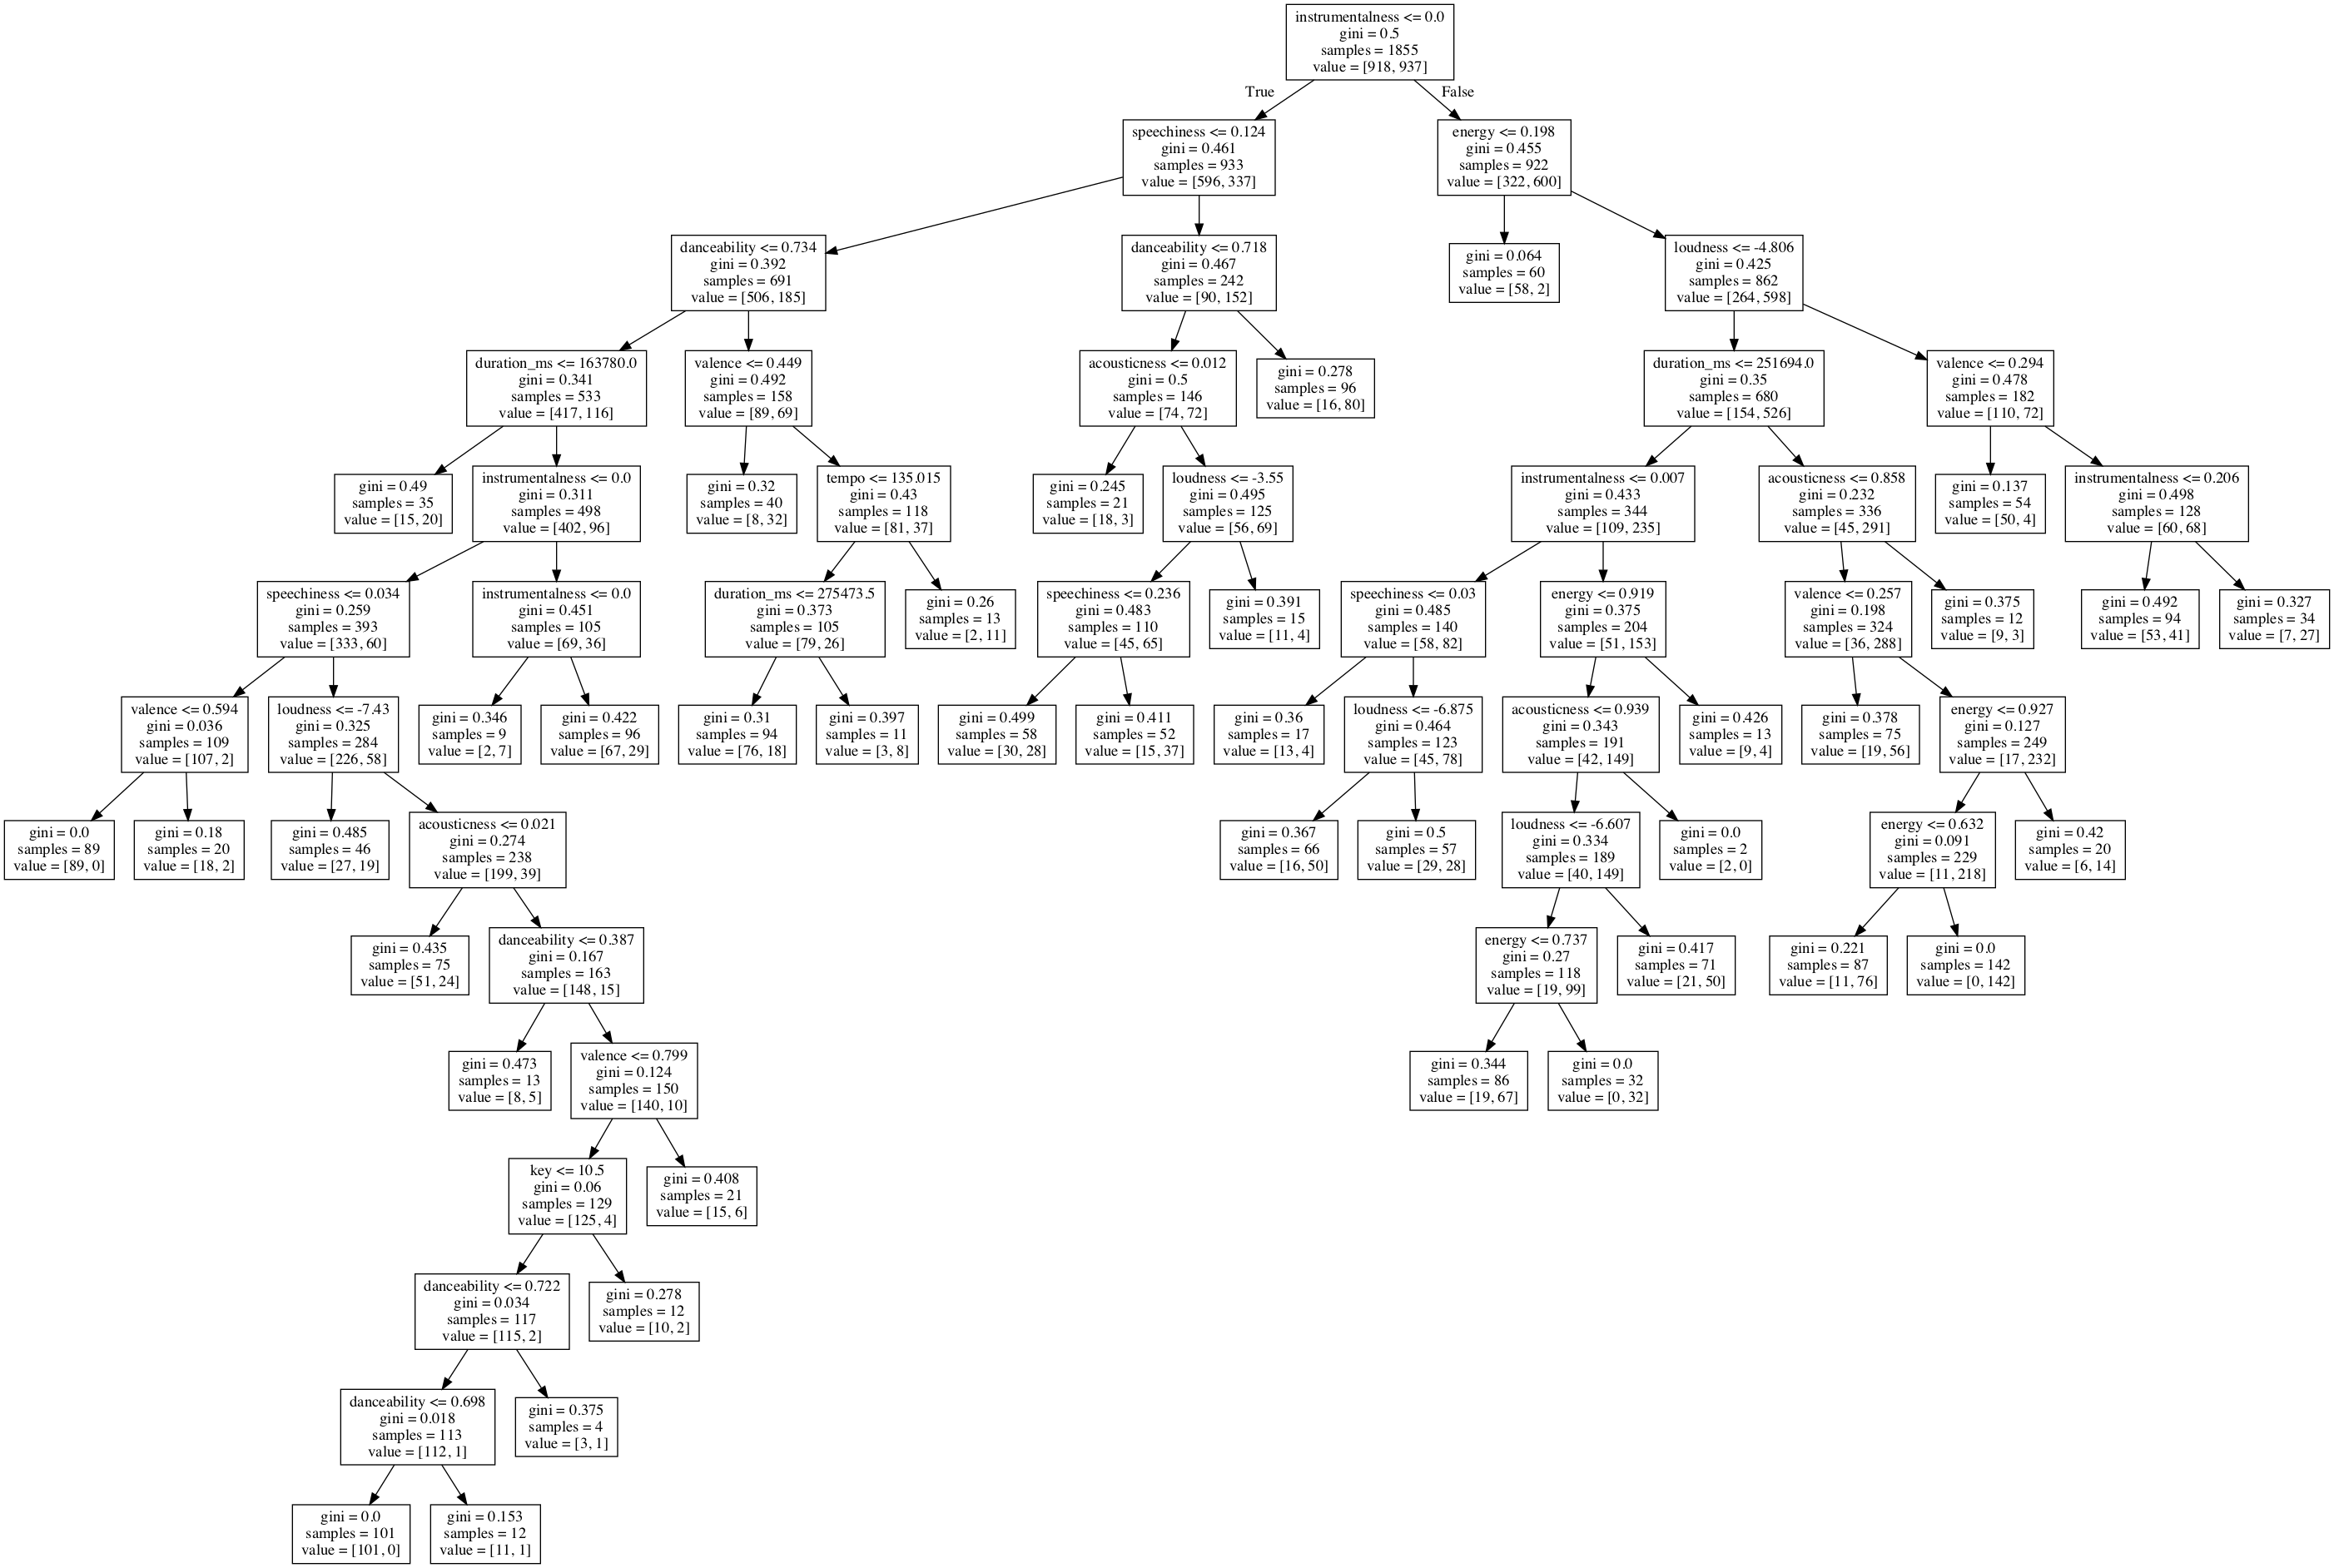 instrumentalness <= 0.0
gini = 0.5
samples = 1855
value = [918, 937]
True
False
speechiness <= 0.124
gini = 0.461
samples = 933
value = [596, 337]
energy <= 0.198
gini = 0.455
samples = 922
value = [322, 600]
danceability <= 0.734
gini = 0.392
samples = 691
value = [506, 185]
danceability <= 0.718
gini = 0.467
samples = 242
value = [90, 152]
gini = 0.064
samples = 60
value = [58, 2]
loudness <= -4.806
gini = 0.425
samples = 862
value = [264, 598]
duration_ms <= 163780.0
gini = 0.341
samples = 533
value = [417, 116]
valence <= 0.449
gini = 0.492
samples = 158
value = [89, 69]
acousticness <= 0.012
gini = 0.5
samples = 146
value = [74, 72]
gini = 0.278
samples = 96
value = [16, 80]
duration_ms <= 251694.0
gini = 0.35
samples = 680
value = [154, 526]
valence <= 0.294
gini = 0.478
samples = 182
value = [110, 72]
gini = 0.49
samples = 35
value = [15, 20]
instrumentalness <= 0.0
gini = 0.311
samples = 498
value = [402, 96]
gini = 0.32
samples = 40
value = [8, 32]
tempo <= 135.015
gini = 0.43
samples = 118
value = [81, 37]
gini = 0.245
samples = 21
value = [18, 3]
loudness <= -3.55
gini = 0.495
samples = 125
value = [56, 69]
instrumentalness <= 0.007
gini = 0.433
samples = 344
value = [109, 235]
acousticness <= 0.858
gini = 0.232
samples = 336
value = [45, 291]
gini = 0.137
samples = 54
value = [50, 4]
instrumentalness <= 0.206
gini = 0.498
samples = 128
value = [60, 68]
speechiness <= 0.034
gini = 0.259
samples = 393
value = [333, 60]
instrumentalness <= 0.0
gini = 0.451
samples = 105
value = [69, 36]
duration_ms <= 275473.5
gini = 0.373
samples = 105
value = [79, 26]
gini = 0.26
samples = 13
value = [2, 11]
speechiness <= 0.236
gini = 0.483
samples = 110
value = [45, 65]
gini = 0.391
samples = 15
value = [11, 4]
speechiness <= 0.03
gini = 0.485
samples = 140
value = [58, 82]
energy <= 0.919
gini = 0.375
samples = 204
value = [51, 153]
valence <= 0.257
gini = 0.198
samples = 324
value = [36, 288]
gini = 0.375
samples = 12
value = [9, 3]
gini = 0.492
samples = 94
value = [53, 41]
gini = 0.327
samples = 34
value = [7, 27]
valence <= 0.594
gini = 0.036
samples = 109
value = [107, 2]
loudness <= -7.43
gini = 0.325
samples = 284
value = [226, 58]
gini = 0.346
samples = 9
value = [2, 7]
gini = 0.422
samples = 96
value = [67, 29]
gini = 0.31
samples = 94
value = [76, 18]
gini = 0.397
samples = 11
value = [3, 8]
gini = 0.499
samples = 58
value = [30, 28]
gini = 0.411
samples = 52
value = [15, 37]
gini = 0.36
samples = 17
value = [13, 4]
loudness <= -6.875
gini = 0.464
samples = 123
value = [45, 78]
acousticness <= 0.939
gini = 0.343
samples = 191
value = [42, 149]
gini = 0.426
samples = 13
value = [9, 4]
gini = 0.378
samples = 75
value = [19, 56]
energy <= 0.927
gini = 0.127
samples = 249
value = [17, 232]
gini = 0.0
samples = 89
value = [89, 0]
gini = 0.18
samples = 20
value = [18, 2]
gini = 0.485
samples = 46
value = [27, 19]
acousticness <= 0.021
gini = 0.274
samples = 238
value = [199, 39]
gini = 0.367
samples = 66
value = [16, 50]
gini = 0.5
samples = 57
value = [29, 28]
loudness <= -6.607
gini = 0.334
samples = 189
value = [40, 149]
gini = 0.0
samples = 2
value = [2, 0]
energy <= 0.632
gini = 0.091
samples = 229
value = [11, 218]
gini = 0.42
samples = 20
value = [6, 14]
gini = 0.435
samples = 75
value = [51, 24]
danceability <= 0.387
gini = 0.167
samples = 163
value = [148, 15]
energy <= 0.737
gini = 0.27
samples = 118
value = [19, 99]
gini = 0.417
samples = 71
value = [21, 50]
gini = 0.221
samples = 87
value = [11, 76]
gini = 0.0
samples = 142
value = [0, 142]
gini = 0.473
samples = 13
value = [8, 5]
valence <= 0.799
gini = 0.124
samples = 150
value = [140, 10]
gini = 0.344
samples = 86
value = [19, 67]
gini = 0.0
samples = 32
value = [0, 32]
key <= 10.5
gini = 0.06
samples = 129
value = [125, 4]
gini = 0.408
samples = 21
value = [15, 6]
danceability <= 0.722
gini = 0.034
samples = 117
value = [115, 2]
gini = 0.278
samples = 12
value = [10, 2]
danceability <= 0.698
gini = 0.018
samples = 113
value = [112, 1]
gini = 0.375
samples = 4
value = [3, 1]
gini = 0.0
samples = 101
value = [101, 0]
gini = 0.153
samples = 12
value = [11, 1]